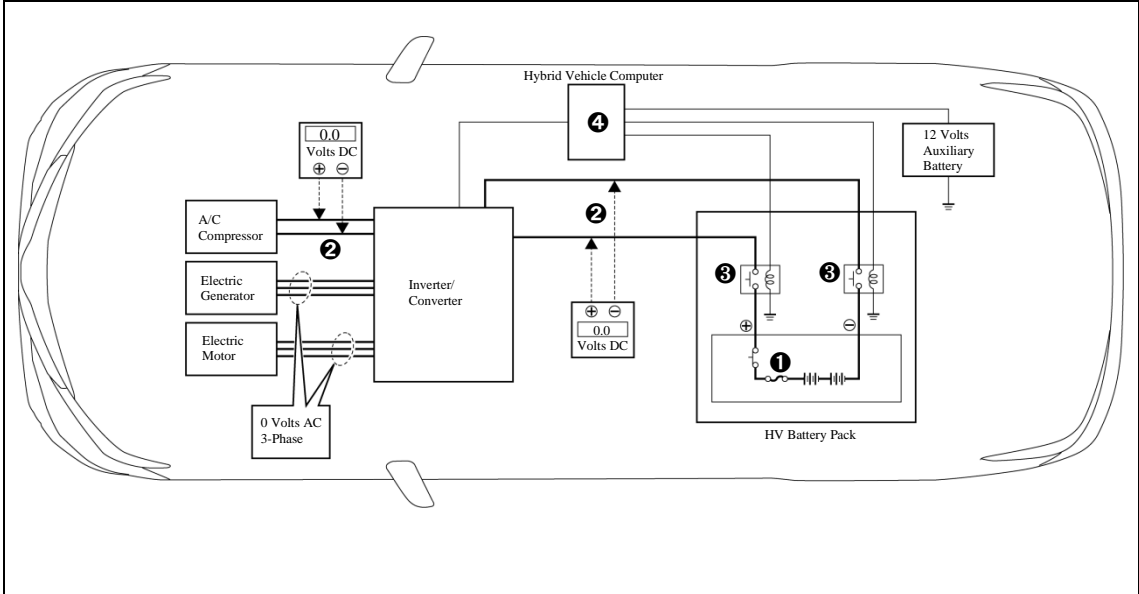 Hybrid Vehicle Computer
❹
12 Volts
Auxiliary
Battery
0.0
Volts DC
⊕ ⊖
A/C
Compressor
❷
Electric
Generator
Electric
Motor
Inverter/
Converter
0 Volts AC
3-Phase
❷
⊕ ⊖
0.0
Volts DC
❸
❸
⊕
⊖
❶
HV Battery Pack